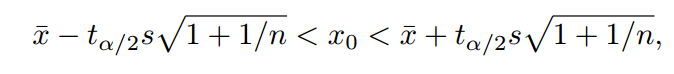 x̄ − t_{α/2}s√(1 + 1/n) < x₀ < x̄ + t_{α/2}s√(1 + 1/n),